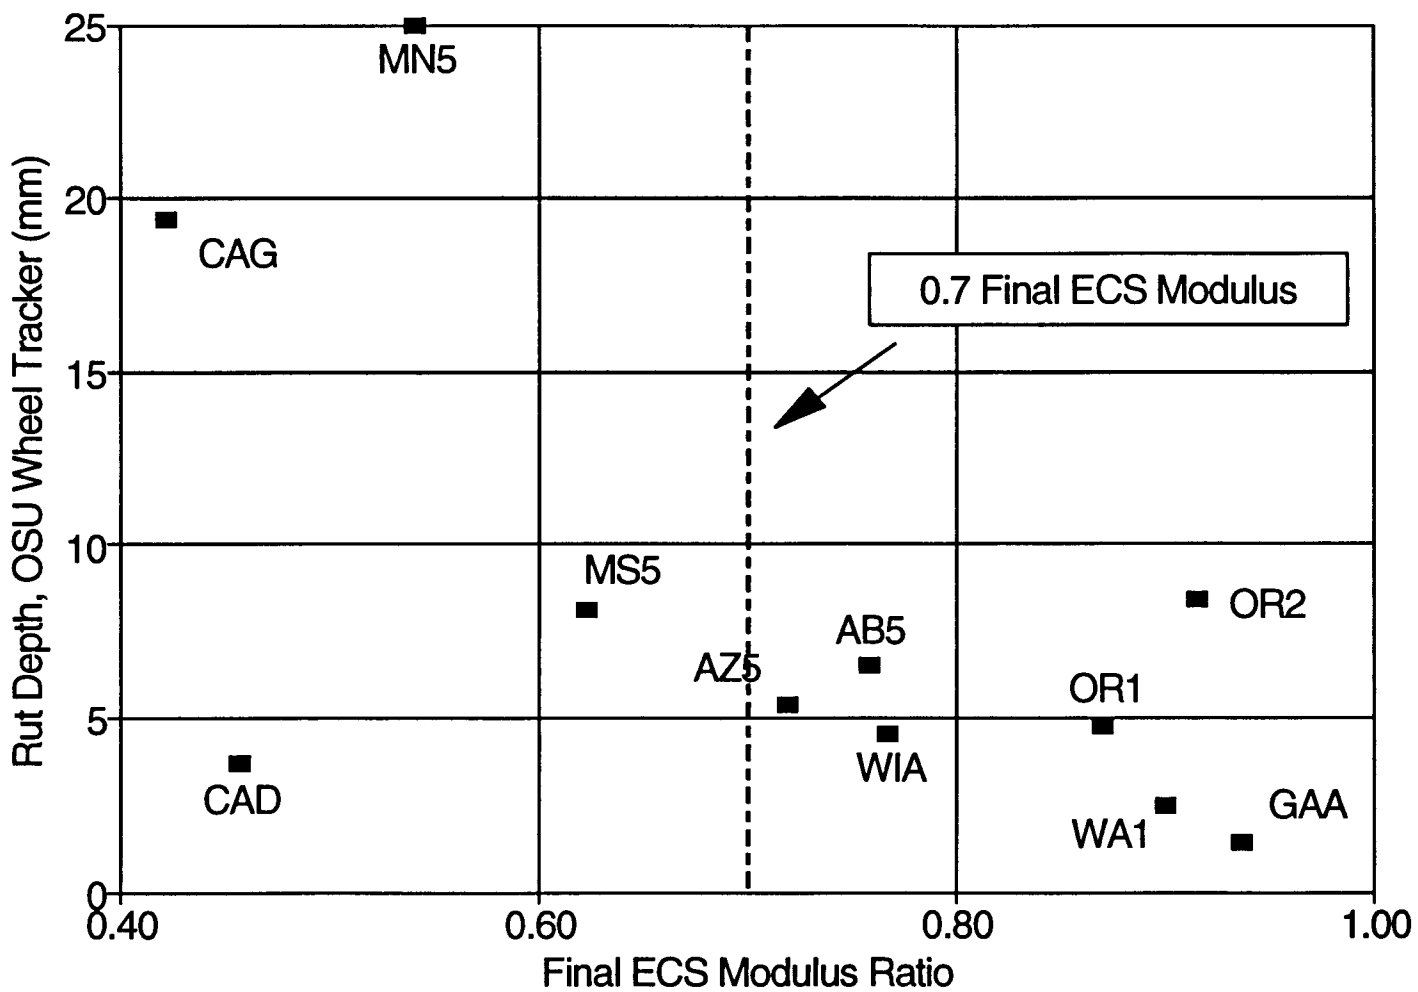 25
MN5
20
CAG
0.7 Final ECS Modulus
15
10
MS5
OR2
AB5
AZ5
OR1
5
WIA
CAD
GAA
WA1
0
0.40
0.60
0.80
1.00
Final ECS Modulus Ratio
Rut Depth, OSU Wheel Tracker (mm)